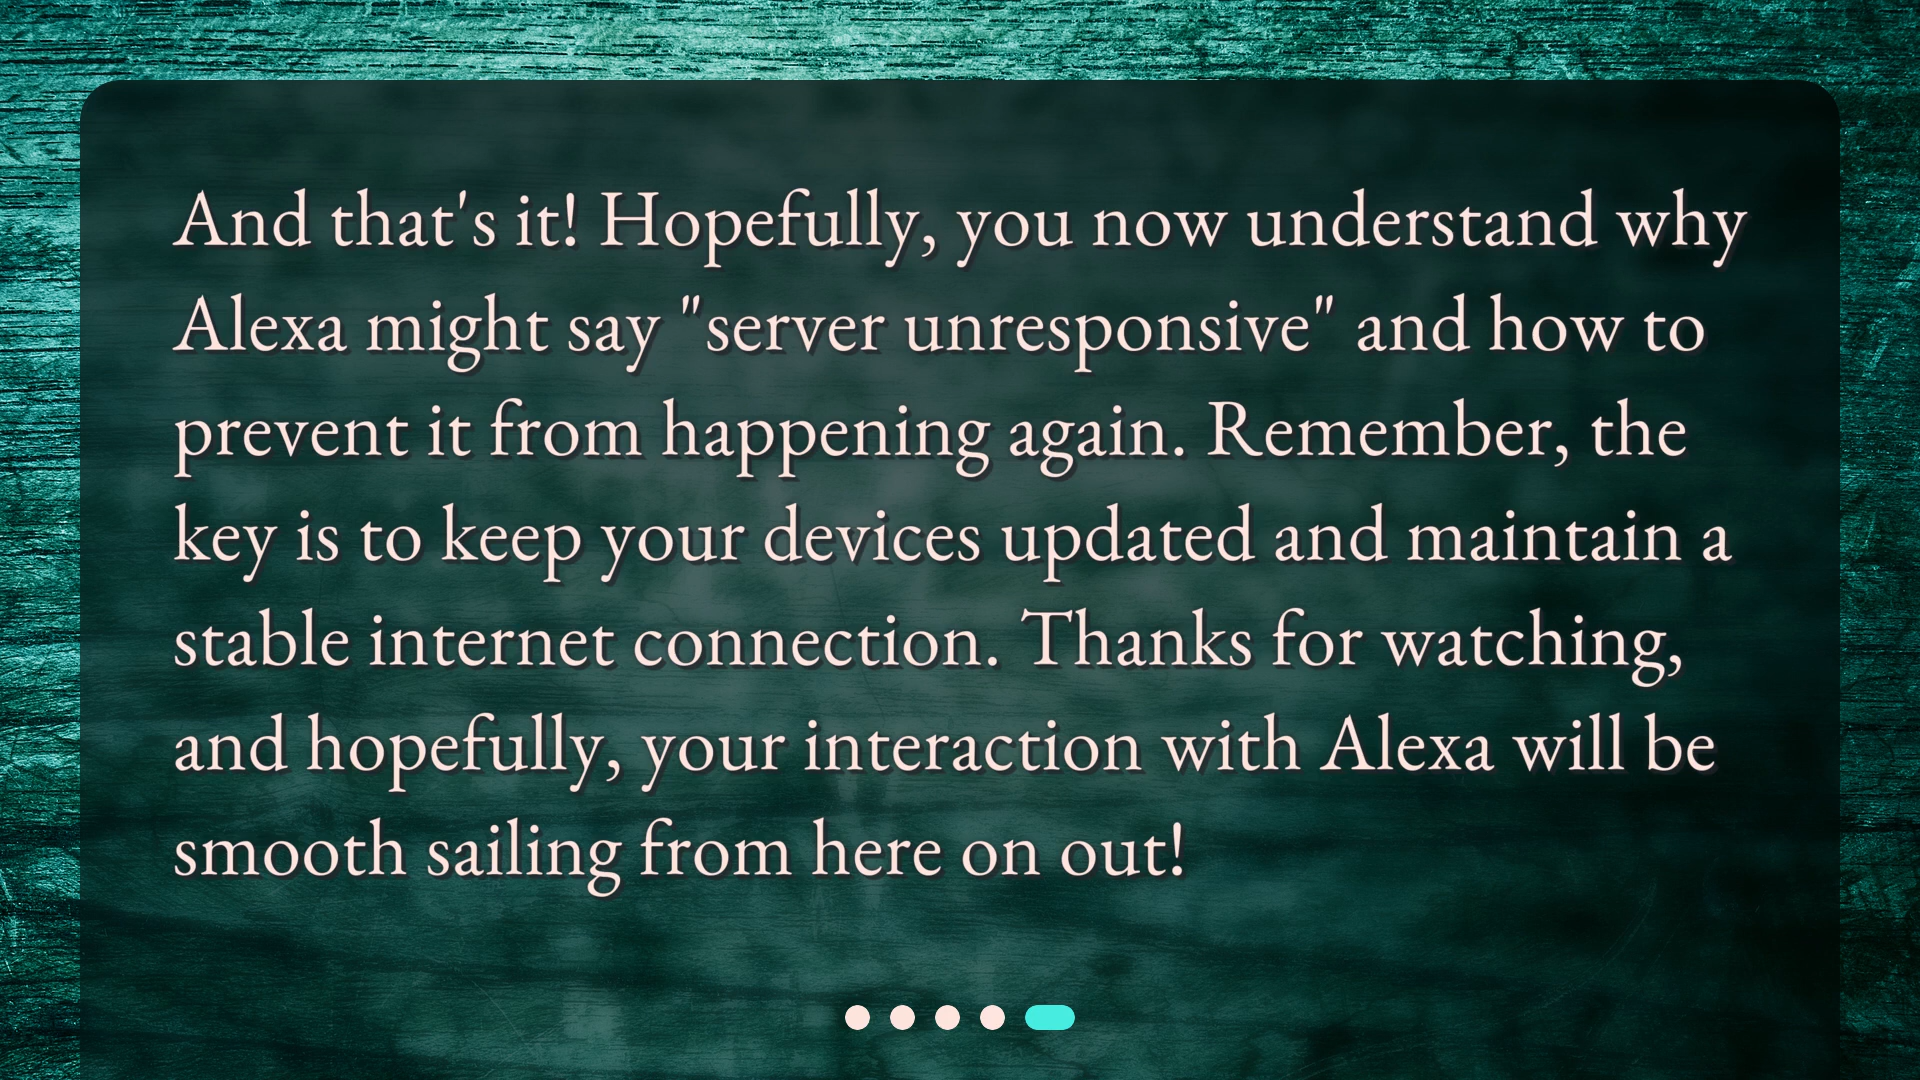 And that's it! Hopefully, you now understand why
Alexa might say "server unresponsive" and how to
prevent it from happening again. Remember, the
key is to keep your devices updated and maintain a
stable internet connection. Thanks for watching,
and hopefully, your interaction with Alexa will be
smooth sailing from here on out!